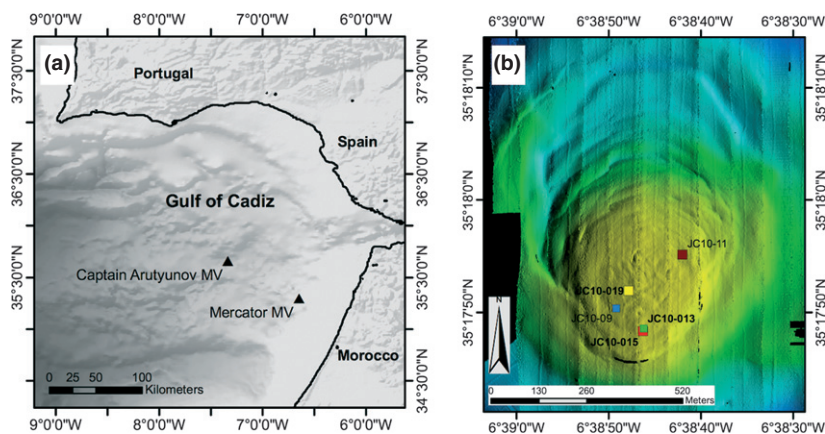 (a)
9°0'0"W 8°0'0"W 7°0'0"W 6°0'0"W
37°30'0"N
36°30'0"N
35°30'0"N
34°30'0"N
Portugal
Spain
Gulf of Cadiz
Captain Arutyunov MV
Mercator MV
Morocco
0 25 50 100
Kilometers
9°0'0"W 8°0'0"W 7°0'0"W 6°0'0"W
37°30'0"N
36°30'0"N
35°30'0"N
34°30'0"N
(b)
6°39'0"W 6°38'50"W 6°38'40"W 6°38'30"W
35°18'10"N
35°18'0"N
35°17'50"N
JC10-11
JC10-019
JC10-09
JC10-013
JC10-015
N
0 130 260 520
Meters
6°39'0"W 6°38'50"W 6°38'40"W 6°38'30"W
35°18'10"N
35°18'0"N
35°17'50"N